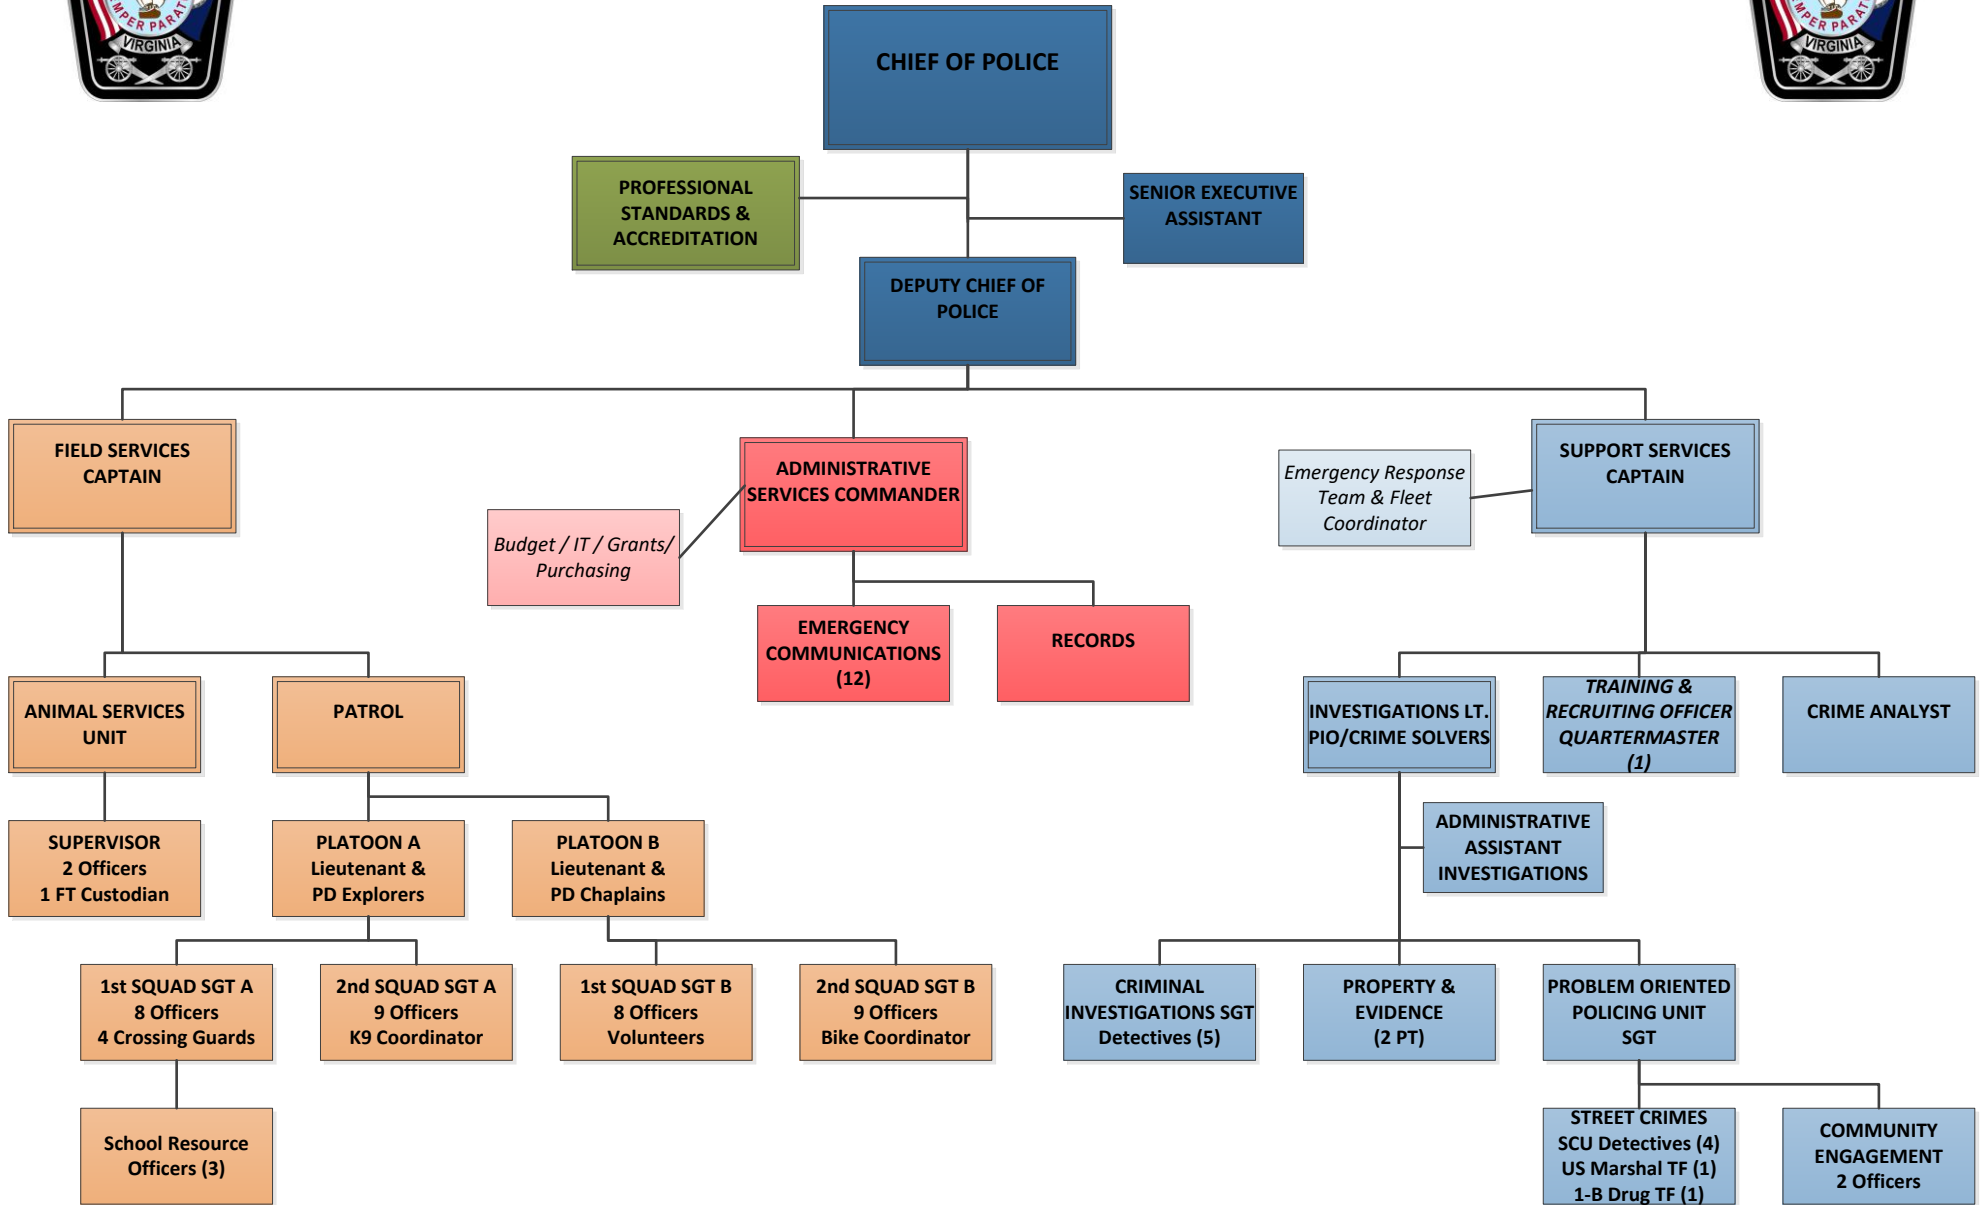 MPER PARAT
VIRGINIA
MPER PARAT
VIRGINIA
CHIEF OF POLICE
PROFESSIONAL
STANDARDS &
ACCREDITATION
SENIOR EXECUTIVE
ASSISTANT
DEPUTY CHIEF OF
POLICE
FIELD SERVICES
CAPTAIN
ADMINISTRATIVE
SERVICES COMMANDER
SUPPORT SERVICES
CAPTAIN
Emergency Response
Team & Fleet
Coordinator
Budget / IT / Grants/
Purchasing
EMERGENCY
COMMUNICATIONS
(12)
RECORDS
ANIMAL SERVICES
UNIT
PATROL
INVESTIGATIONS LT.
PIO/CRIME SOLVERS
TRAINING &
RECRUITING OFFICER
QUARTERMASTER
(1)
CRIME ANALYST
SUPERVISOR
2 Officers
1 FT Custodian
PLATOON A
Lieutenant &
PD Explorers
PLATOON B
Lieutenant &
PD Chaplains
ADMINISTRATIVE
ASSISTANT
INVESTIGATIONS
1st SQUAD SGT A
8 Officers
4 Crossing Guards
2nd SQUAD SGT A
9 Officers
K9 Coordinator
1st SQUAD SGT B
8 Officers
Volunteers
2nd SQUAD SGT B
9 Officers
Bike Coordinator
CRIMINAL
INVESTIGATIONS SGT
Detectives (5)
PROPERTY &
EVIDENCE
(2 PT)
PROBLEM ORIENTED
POLICING UNIT
SGT
School Resource
Officers (3)
STREET CRIMES
SCU Detectives (4)
US Marshal TF (1)
1-B Drug TF (1)
COMMUNITY
ENGAGEMENT
2 Officers